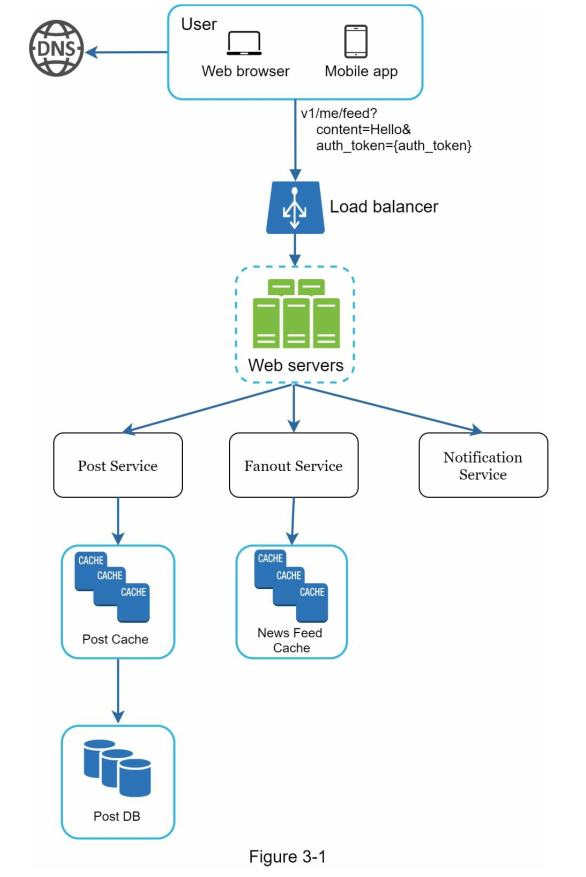 User
DNS
Web browser
Mobile app
v1/me/feed?
content=Hello&
auth_token={auth_token}
Load balancer
Web servers
Post Service
Fanout Service
Notification
Service
CACHE
CACHE
CACHE
Post Cache
CACHE
CACHE
CACHE
News Feed
Cache
Post DB
Figure 3-1